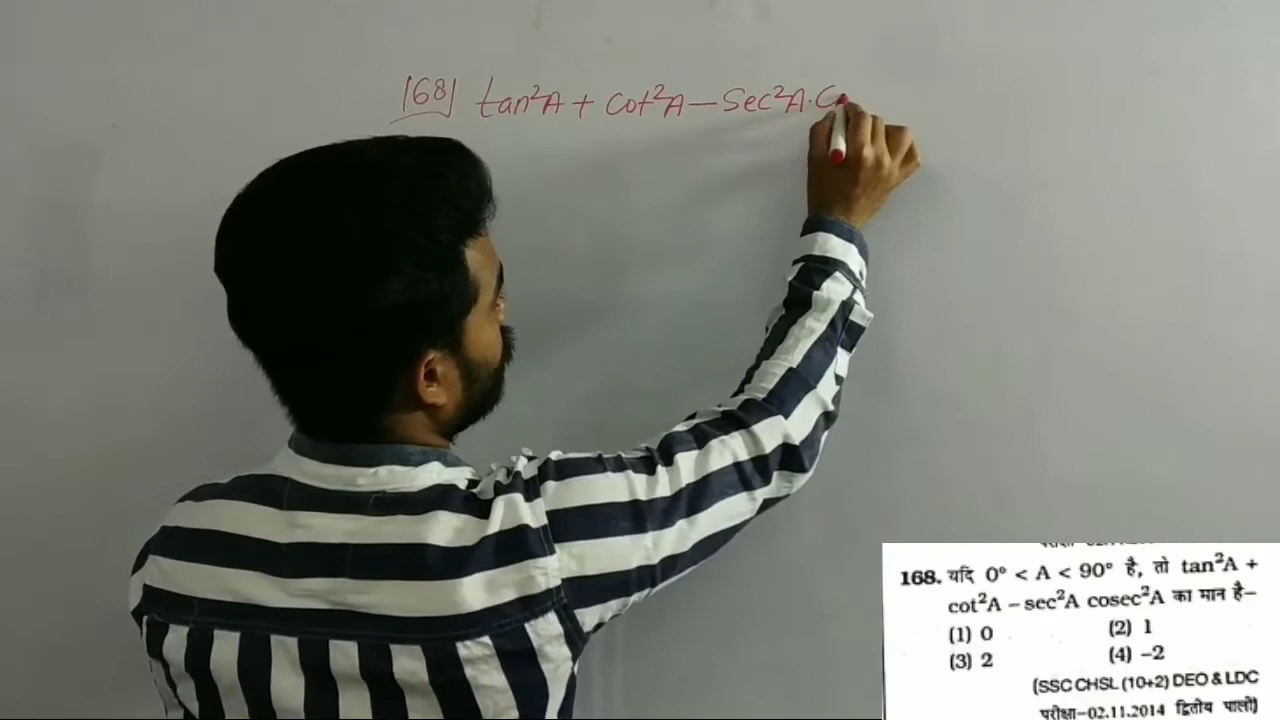 168] tan²A + Cot²A – Sec²A · C
168. यदि 0° < A < 90° है, तो tan²A +
cot²A – sec²A cosec²A का मान है–
(1) 0 (2) 1
(3) 2 (4) –2
(SSC CHSL (10+2) DEO & LDC
परीक्षा–02.11.2014 द्वितीय पाली)